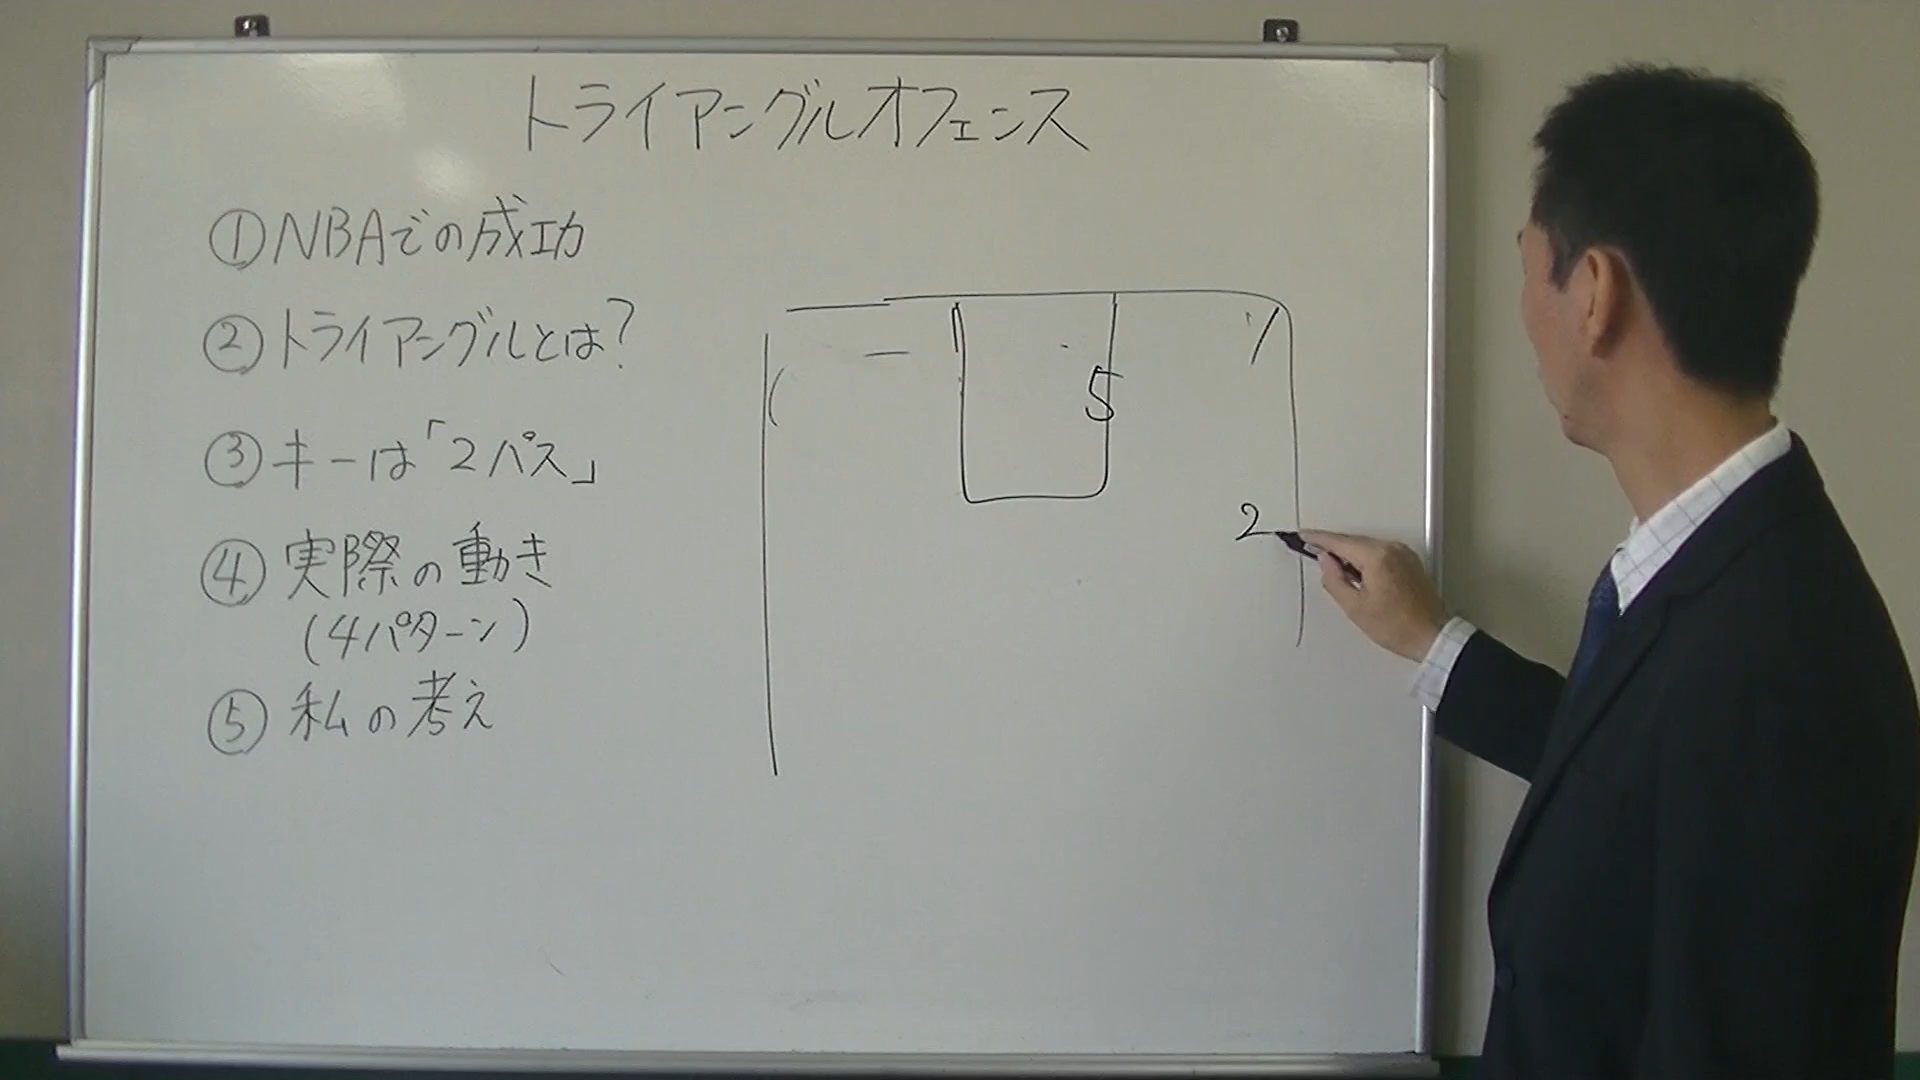 トライアングルオフェンス
①NBAでの成功
②トライアングルとは?
③キーは「2パス」
④実際の動き
(4パターン)
⑤私の考え
1
5
2